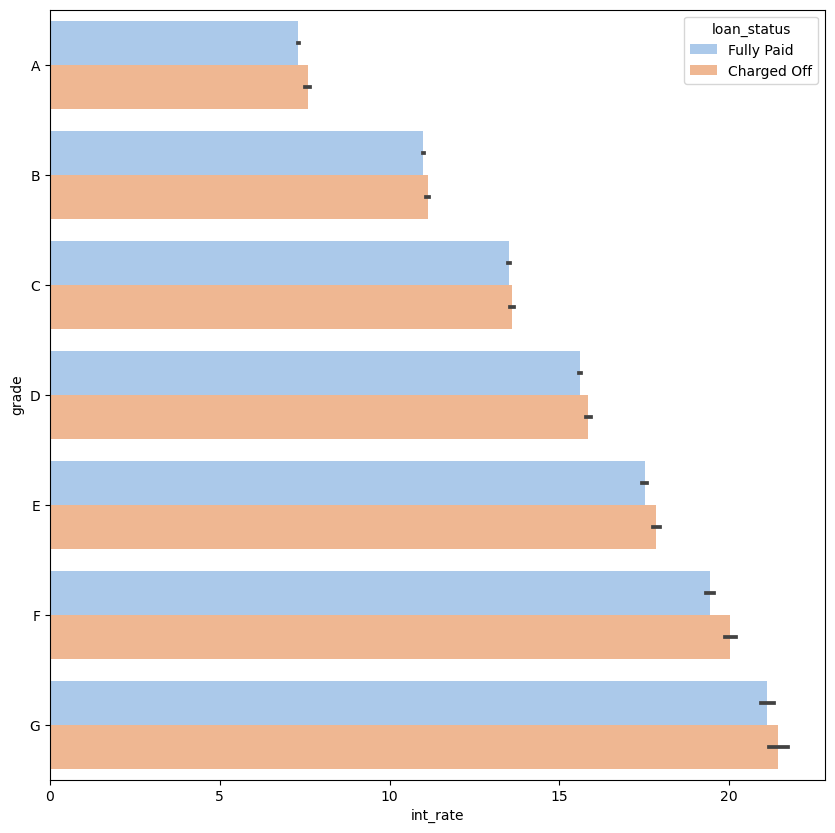 loan_status
Fully Paid
Charged Off
A
B
C
D
E
F
G
grade
0 5 10 15 20
int_rate